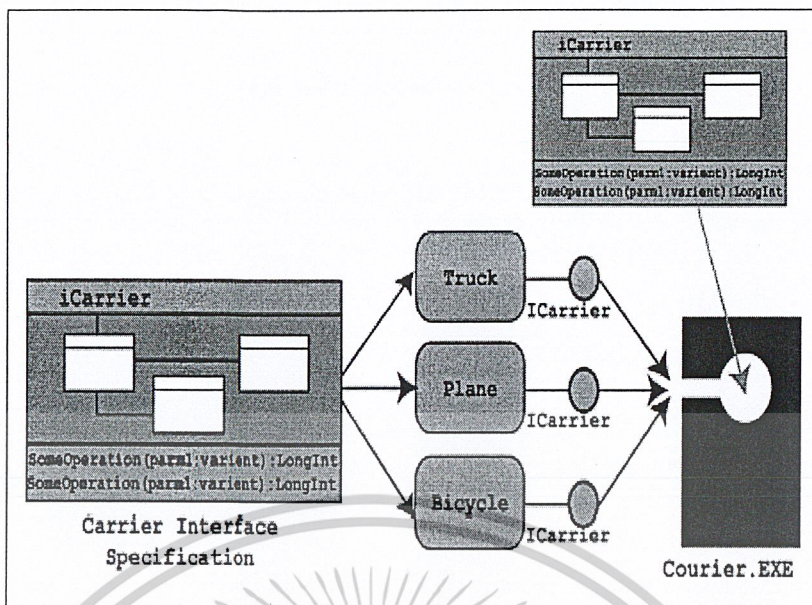 iCarrier
SomeOperation(parm1:varient):LongInt
SomeOperation(parm1:varient):LongInt
iCarrier
SomeOperation(parm1:varient):LongInt
SomeOperation(parm1:varient):LongInt
Carrier Interface
Specification
Truck
ICarrier
Plane
ICarrier
Bicycle
ICarrier
Courier.EXE